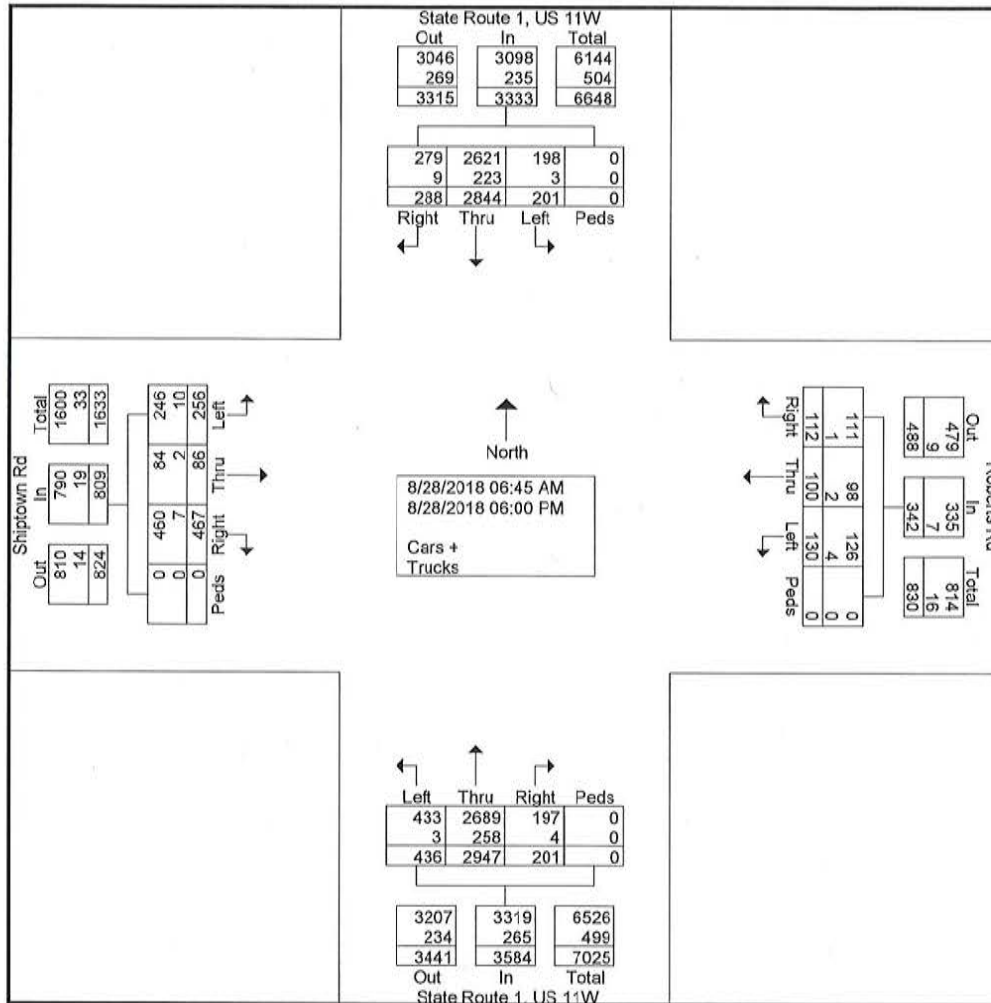 State Route 1, US 11W
Out In Total
3046 3098 6144
269 235 504
3315 3333 6648
279 2621 198 0
9 223 3 0
288 2844 201 0
Right Thru Left Peds
Shiptown Rd
Total In Out
1600 790 810
33 19 14
1633 809 824
246 84 460 0
10 2 7 0
256 86 467 0
Left Thru Right Peds
North
8/28/2018 06:45 AM
8/28/2018 06:00 PM
Cars +
Trucks
Right Thru Left Peds
112 100 130 0
1 2 4 0
111 98 126 0
Out In Total
479 335 814
9 7 16
488 342 830
Left Thru Right Peds
433 2689 197 0
3 258 4 0
436 2947 201 0
3207 3319 6526
234 265 499
3441 3584 7025
Out In Total
State Route 1, US 11W